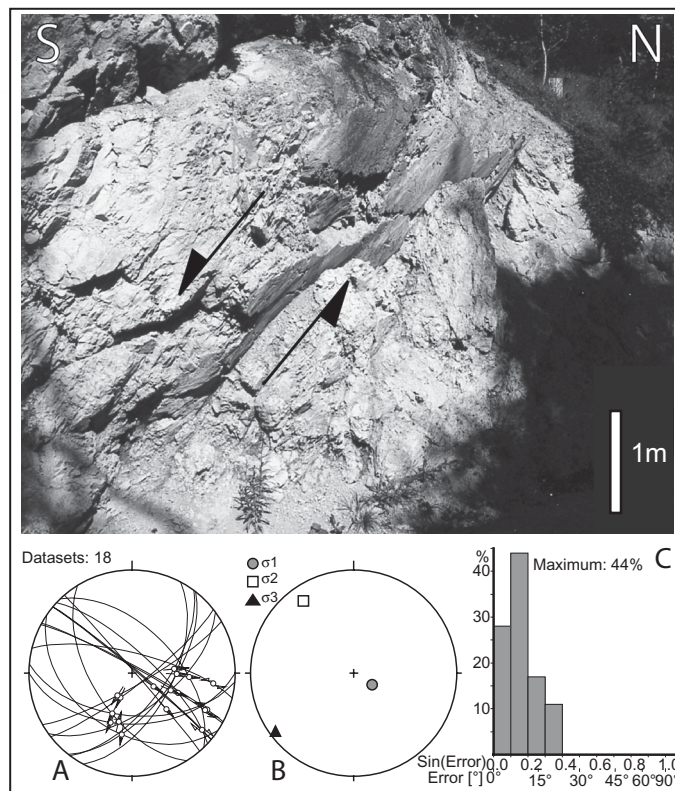 S N
1m
Datasets: 18
σ1
σ2
σ3
A
B
C
%
Maximum: 44%
40
30
20
10
Sin(Error) 0.0 0.2 0.4 0.6 0.8 1.0
Error [°] 0° 15° 30° 45° 60° 90°